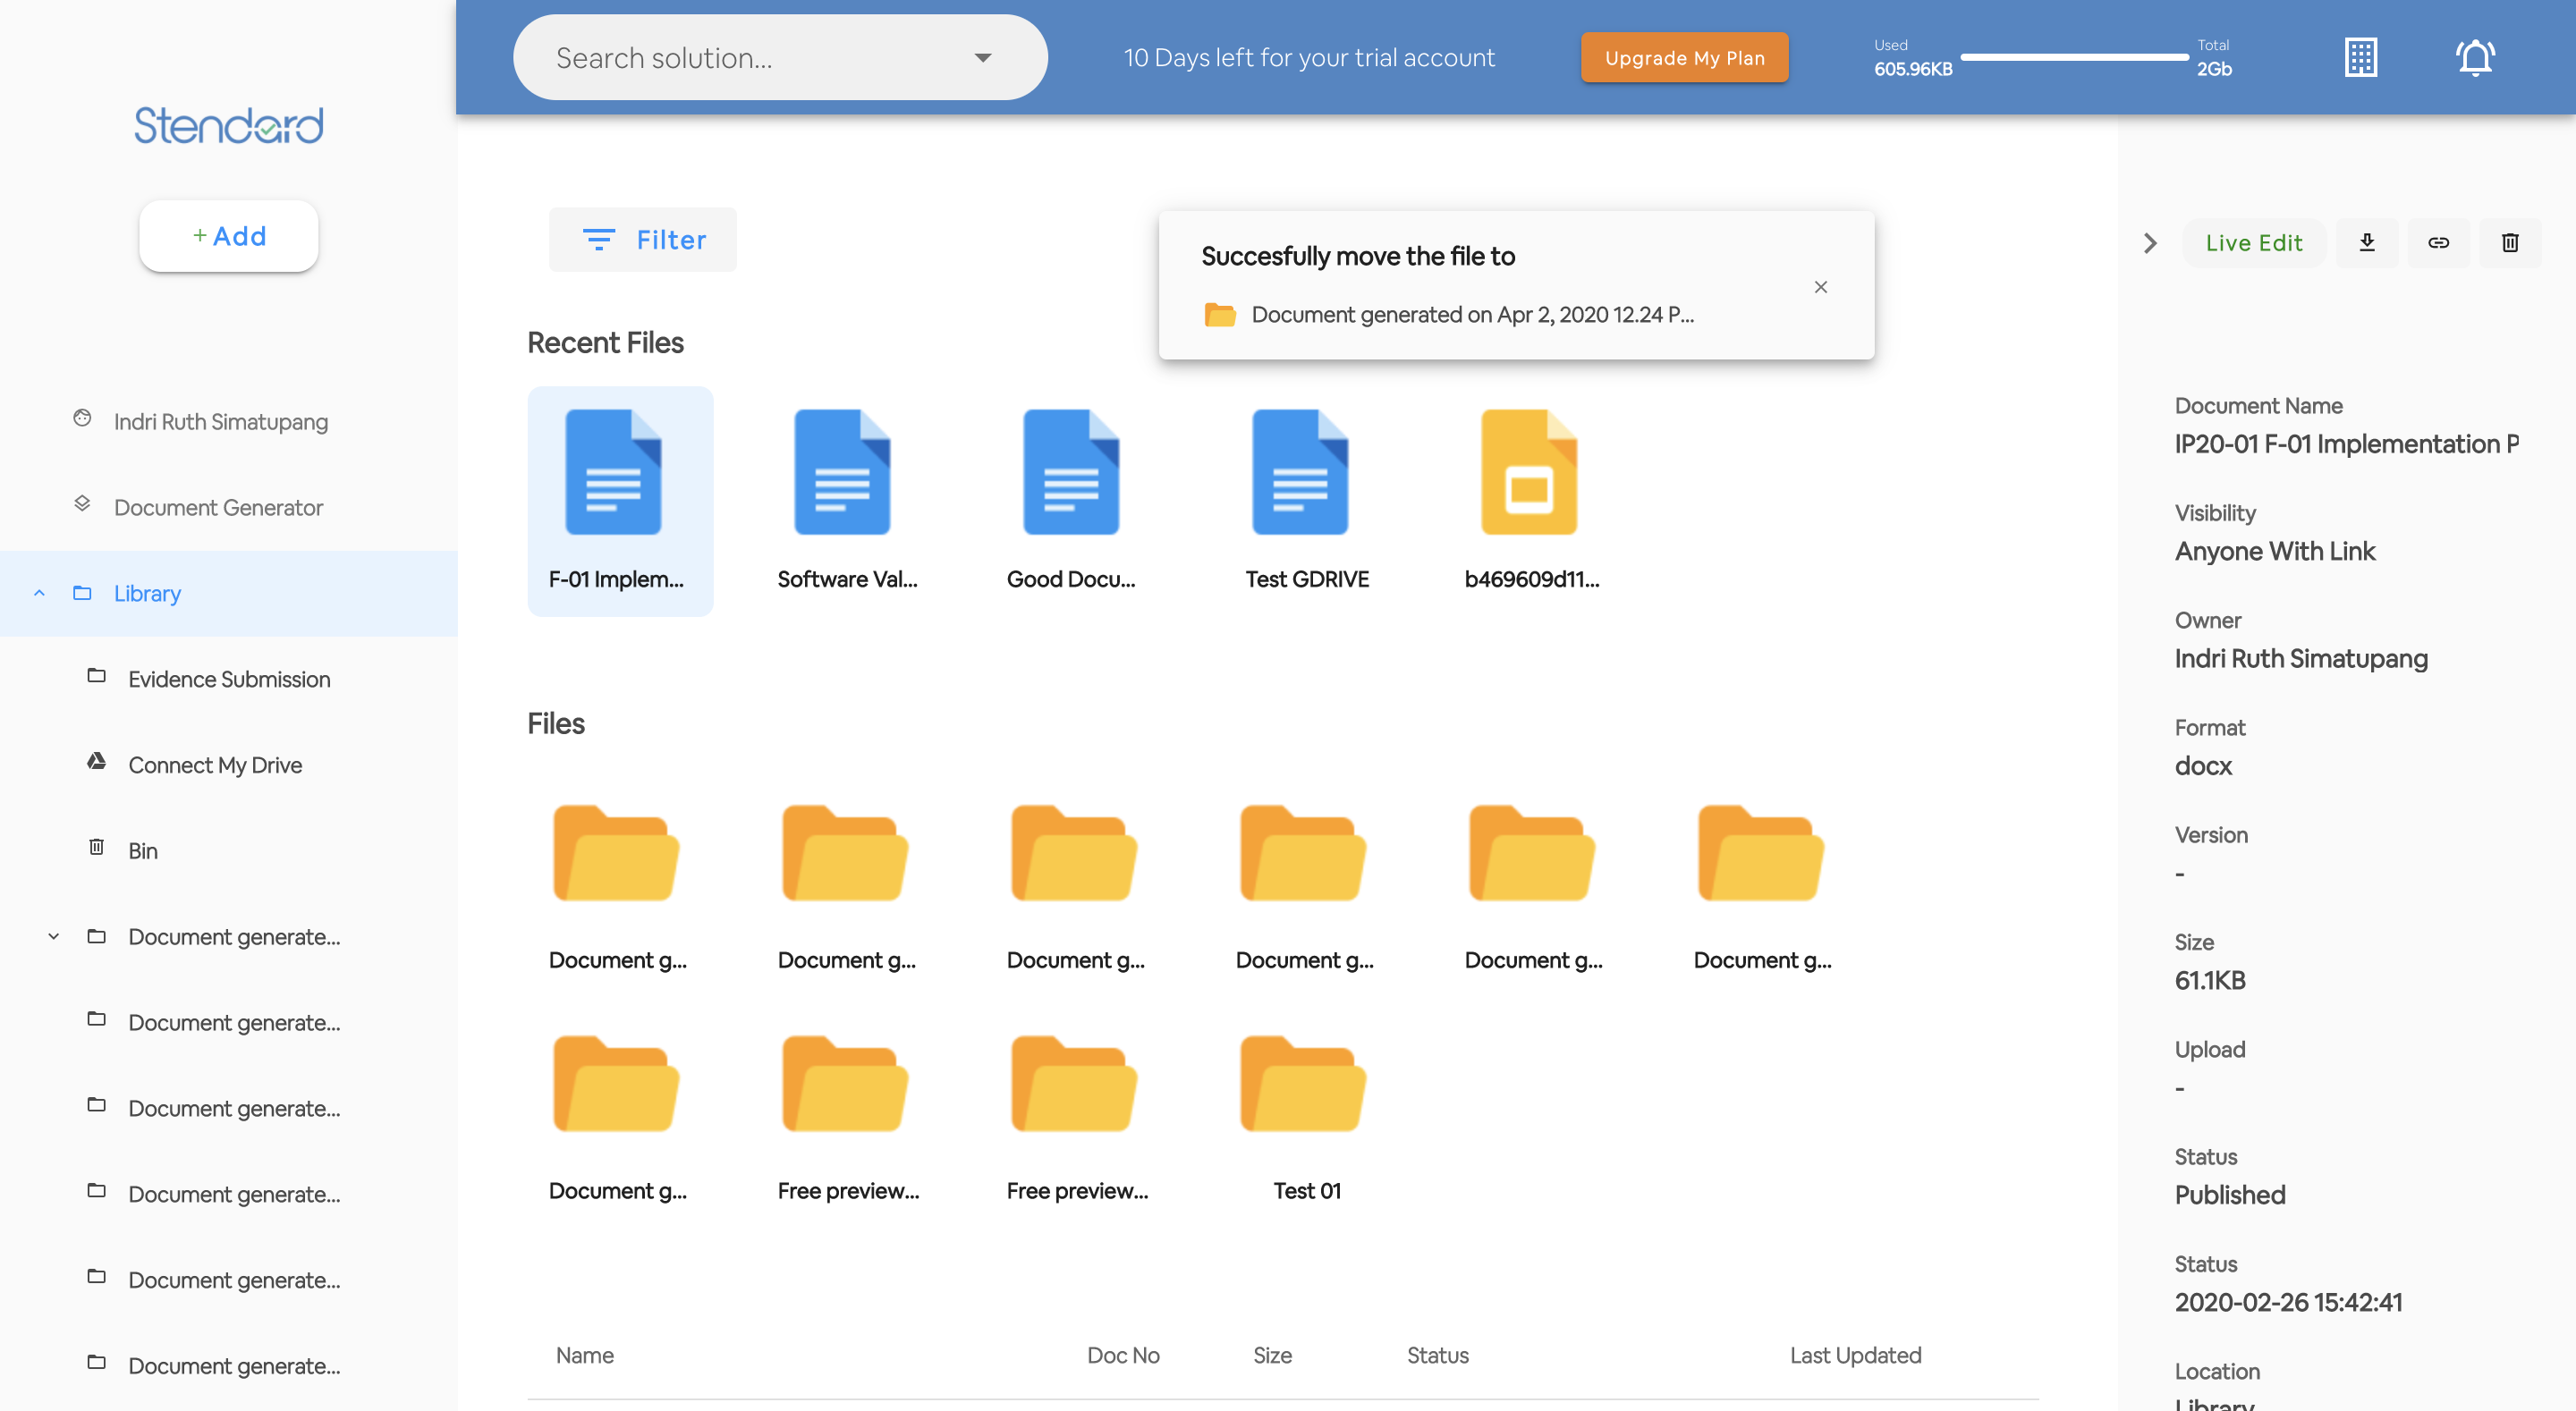 Stendard
+ Add
Indri Ruth Simatupang
Document Generator
Library
Evidence Submission
Connect My Drive
Bin
Document generate...
Document generate...
Document generate...
Document generate...
Document generate...
Document generate...
Search solution...
10 Days left for your trial account
Upgrade My Plan
Used
605.96KB
Total
2Gb
Filter
Succesfully move the file to
Document generated on Apr 2, 2020 12.24 P...
Recent Files
F-01 Implem...
Software Val...
Good Docu...
Test GDRIVE
b469609d11...
Files
Document g...
Document g...
Document g...
Document g...
Document g...
Document g...
Document g...
Free preview...
Free preview...
Test 01
Name Doc No Size Status Last Updated
Live Edit
Document Name
IP20-01 F-01 Implementation P
Visibility
Anyone With Link
Owner
Indri Ruth Simatupang
Format
docx
Version
-
Size
61.1KB
Upload
-
Status
Published
Status
2020-02-26 15:42:41
Location
Library